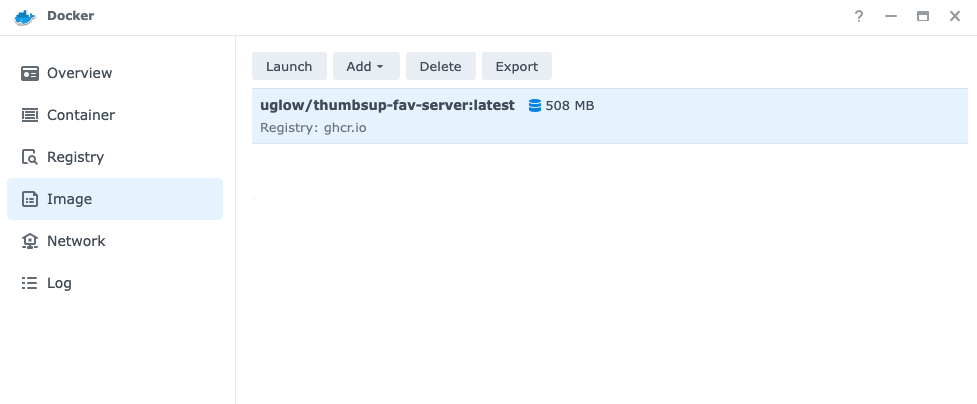 Docker
?
Overview
Container
Registry
Image
Network
Log
Launch Add Delete Export
uglow/thumbsup-fav-server:latest 508 MB
Registry: ghcr.io